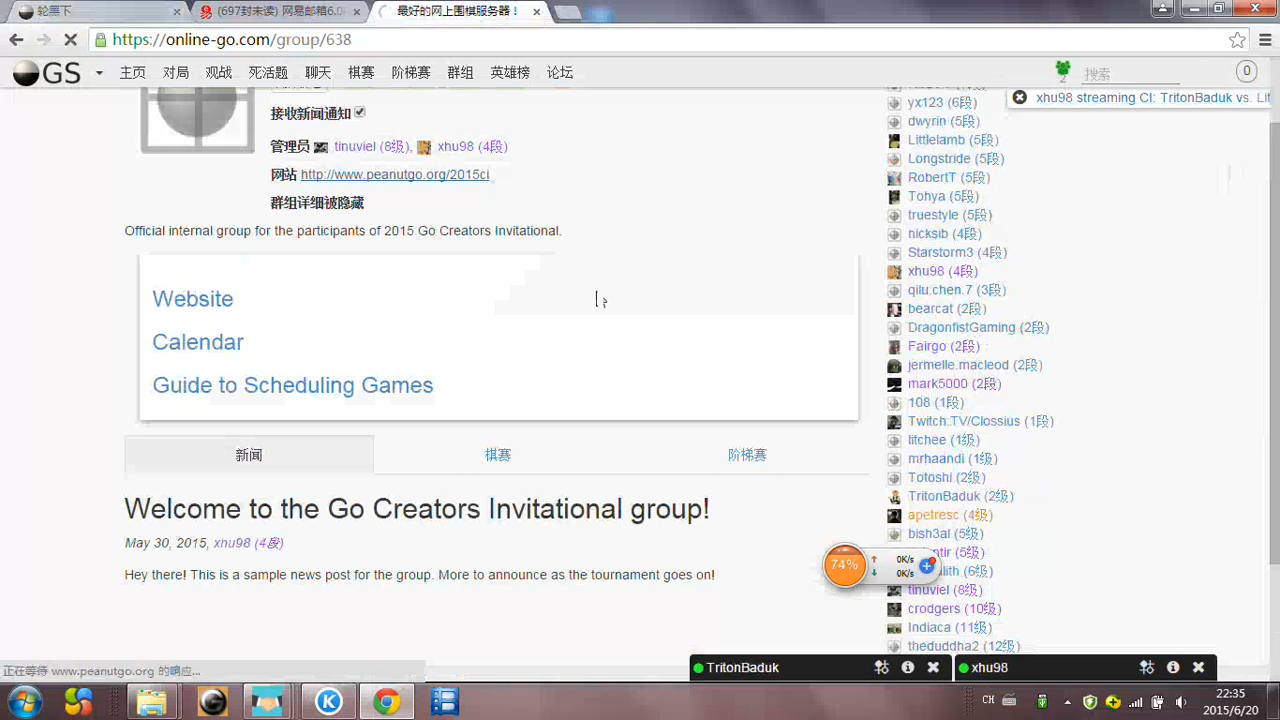 轮黑下
(697封未读) 网易邮箱6.0
最好的网上围棋服务器！
https://online-go.com/group/638
GS 主页 对局 观战 死活题 聊天 棋赛 阶梯赛 群组 英雄榜 论坛 2 搜索 0
xhu98 streaming CI: TritonBaduk vs. Lit
接收新闻通知
管理员 tinuviel (8级), xhu98 (4段)
网站 http://www.peanutgo.org/2015ci
群组详细被隐藏
Official internal group for the participants of 2015 Go Creators Invitational.
Website
Calendar
Guide to Scheduling Games
新闻 棋赛 阶梯赛
Welcome to the Go Creators Invitational group!
May 30, 2015, xhu98 (4段)
Hey there! This is a sample news post for the group. More to announce as the tournament goes on!
yx123 (6段)
dwyrin (5段)
Littlelamb (5段)
Longstride (5段)
RobertT (5段)
Tohya (5段)
truestyle (5段)
nicksib (4段)
Starstorm3 (4段)
xhu98 (4段)
qilu.chen.7 (3段)
bearcat (2段)
DragonfistGaming (2段)
Fairgo (2段)
jermelle.macleod (2段)
mark5000 (2段)
108 (1段)
Twitch.TV/Clossius (1段)
litchee (1级)
mrhaandi (1级)
Totoshi (2级)
TritonBaduk (2级)
apetresc (4级)
bish3al (5级)
ntir (5级)
lith (6级)
tinuviel (8级)
crodgers (10级)
Indiaca (11级)
theduddha2 (12级)
74% 0K/s
0K/s
正在等待 www.peanutgo.org 的响应...
TritonBaduk
xhu98
CH
22:35
2015/6/20